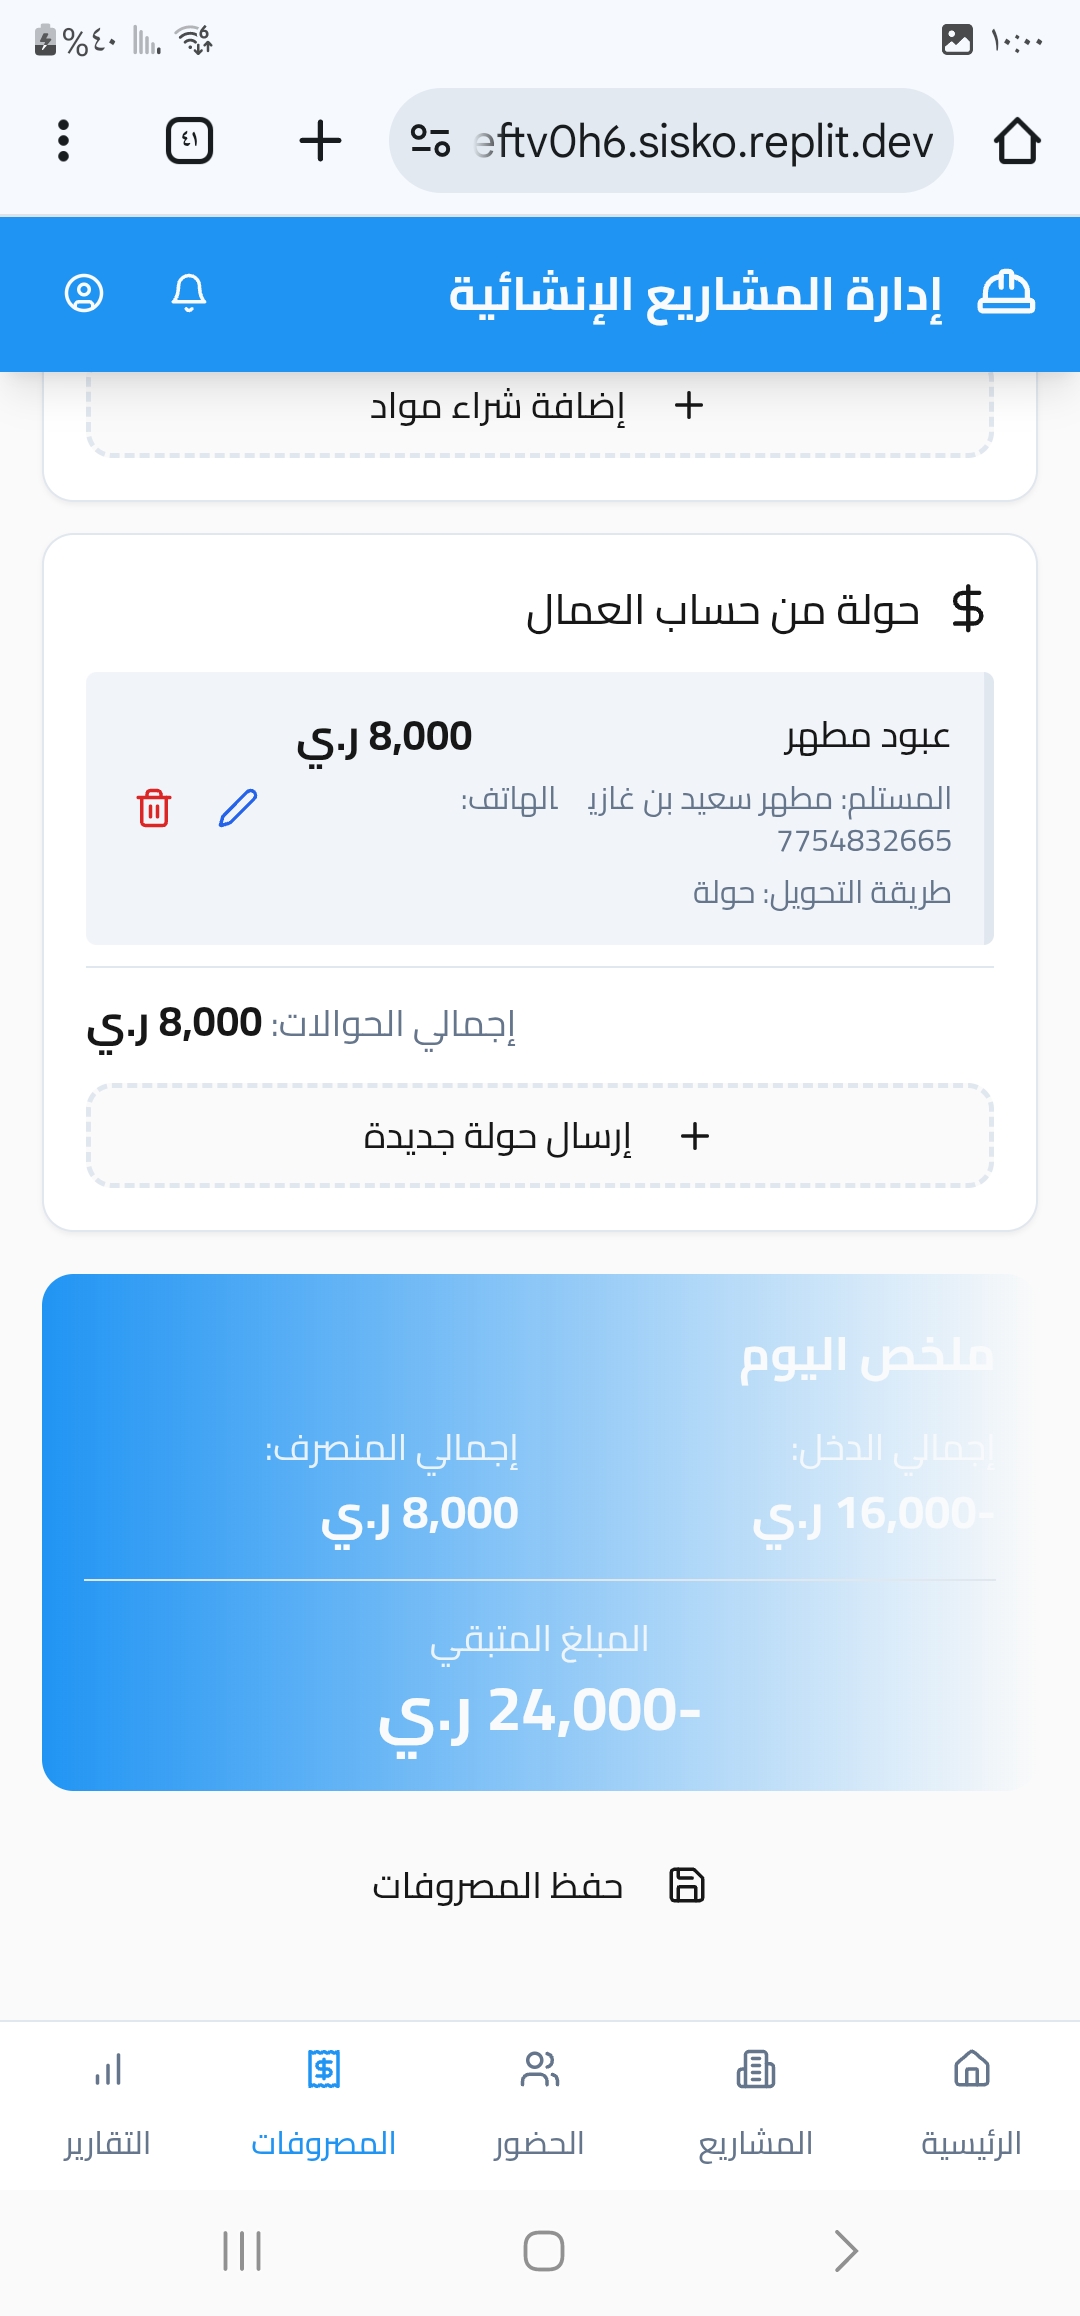 ١٠:٠٠
%٤٠
6
eftv0h6.sisko.replit.dev
٤١
إدارة المشاريع الإنشائية
إضافة شراء مواد
حولة من حساب العمال
عبود مطهر
8,000 ر.ي
المستلم: مطهر سعيد بن غازي الهاتف:
7754832665
طريقة التحويل: حولة
إجمالي الحوالات: 8,000 ر.ي
إرسال حولة جديدة
ملخص اليوم
إجمالي الدخل:
-16,000 ر.ي
إجمالي المنصرف:
8,000 ر.ي
المبلغ المتبقي
-24,000 ر.ي
حفظ المصروفات
الرئيسية
المشاريع
الحضور
المصروفات
التقارير